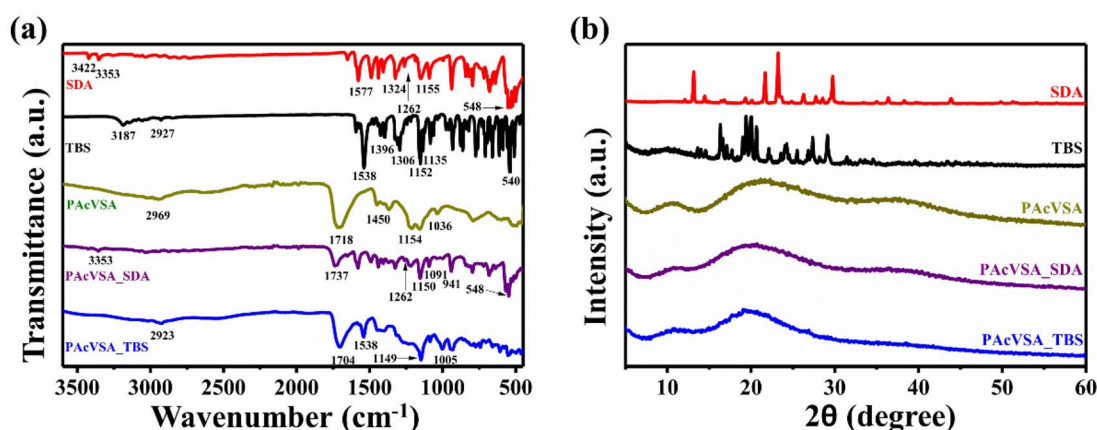 (a)
Transmittance (a.u.)
3422
3353
SDA
1577
1324
1262
1155
548
3187
2927
TBS
1538
1396
1306
1152
1135
540
PAcVSA
2969
1718
1450
1154
1036
3353
PAcVSA_SDA
1737
1262
1150
1091
941
548
2923
PAcVSA_TBS
1704
1538
1149
1005
3500 3000 2500 2000 1500 1000 500
Wavenumber (cm-1)
(b)
Intensity (a.u.)
SDA
TBS
PAcVSA
PAcVSA_SDA
PAcVSA_TBS
10 20 30 40 50 60
2θ (degree)